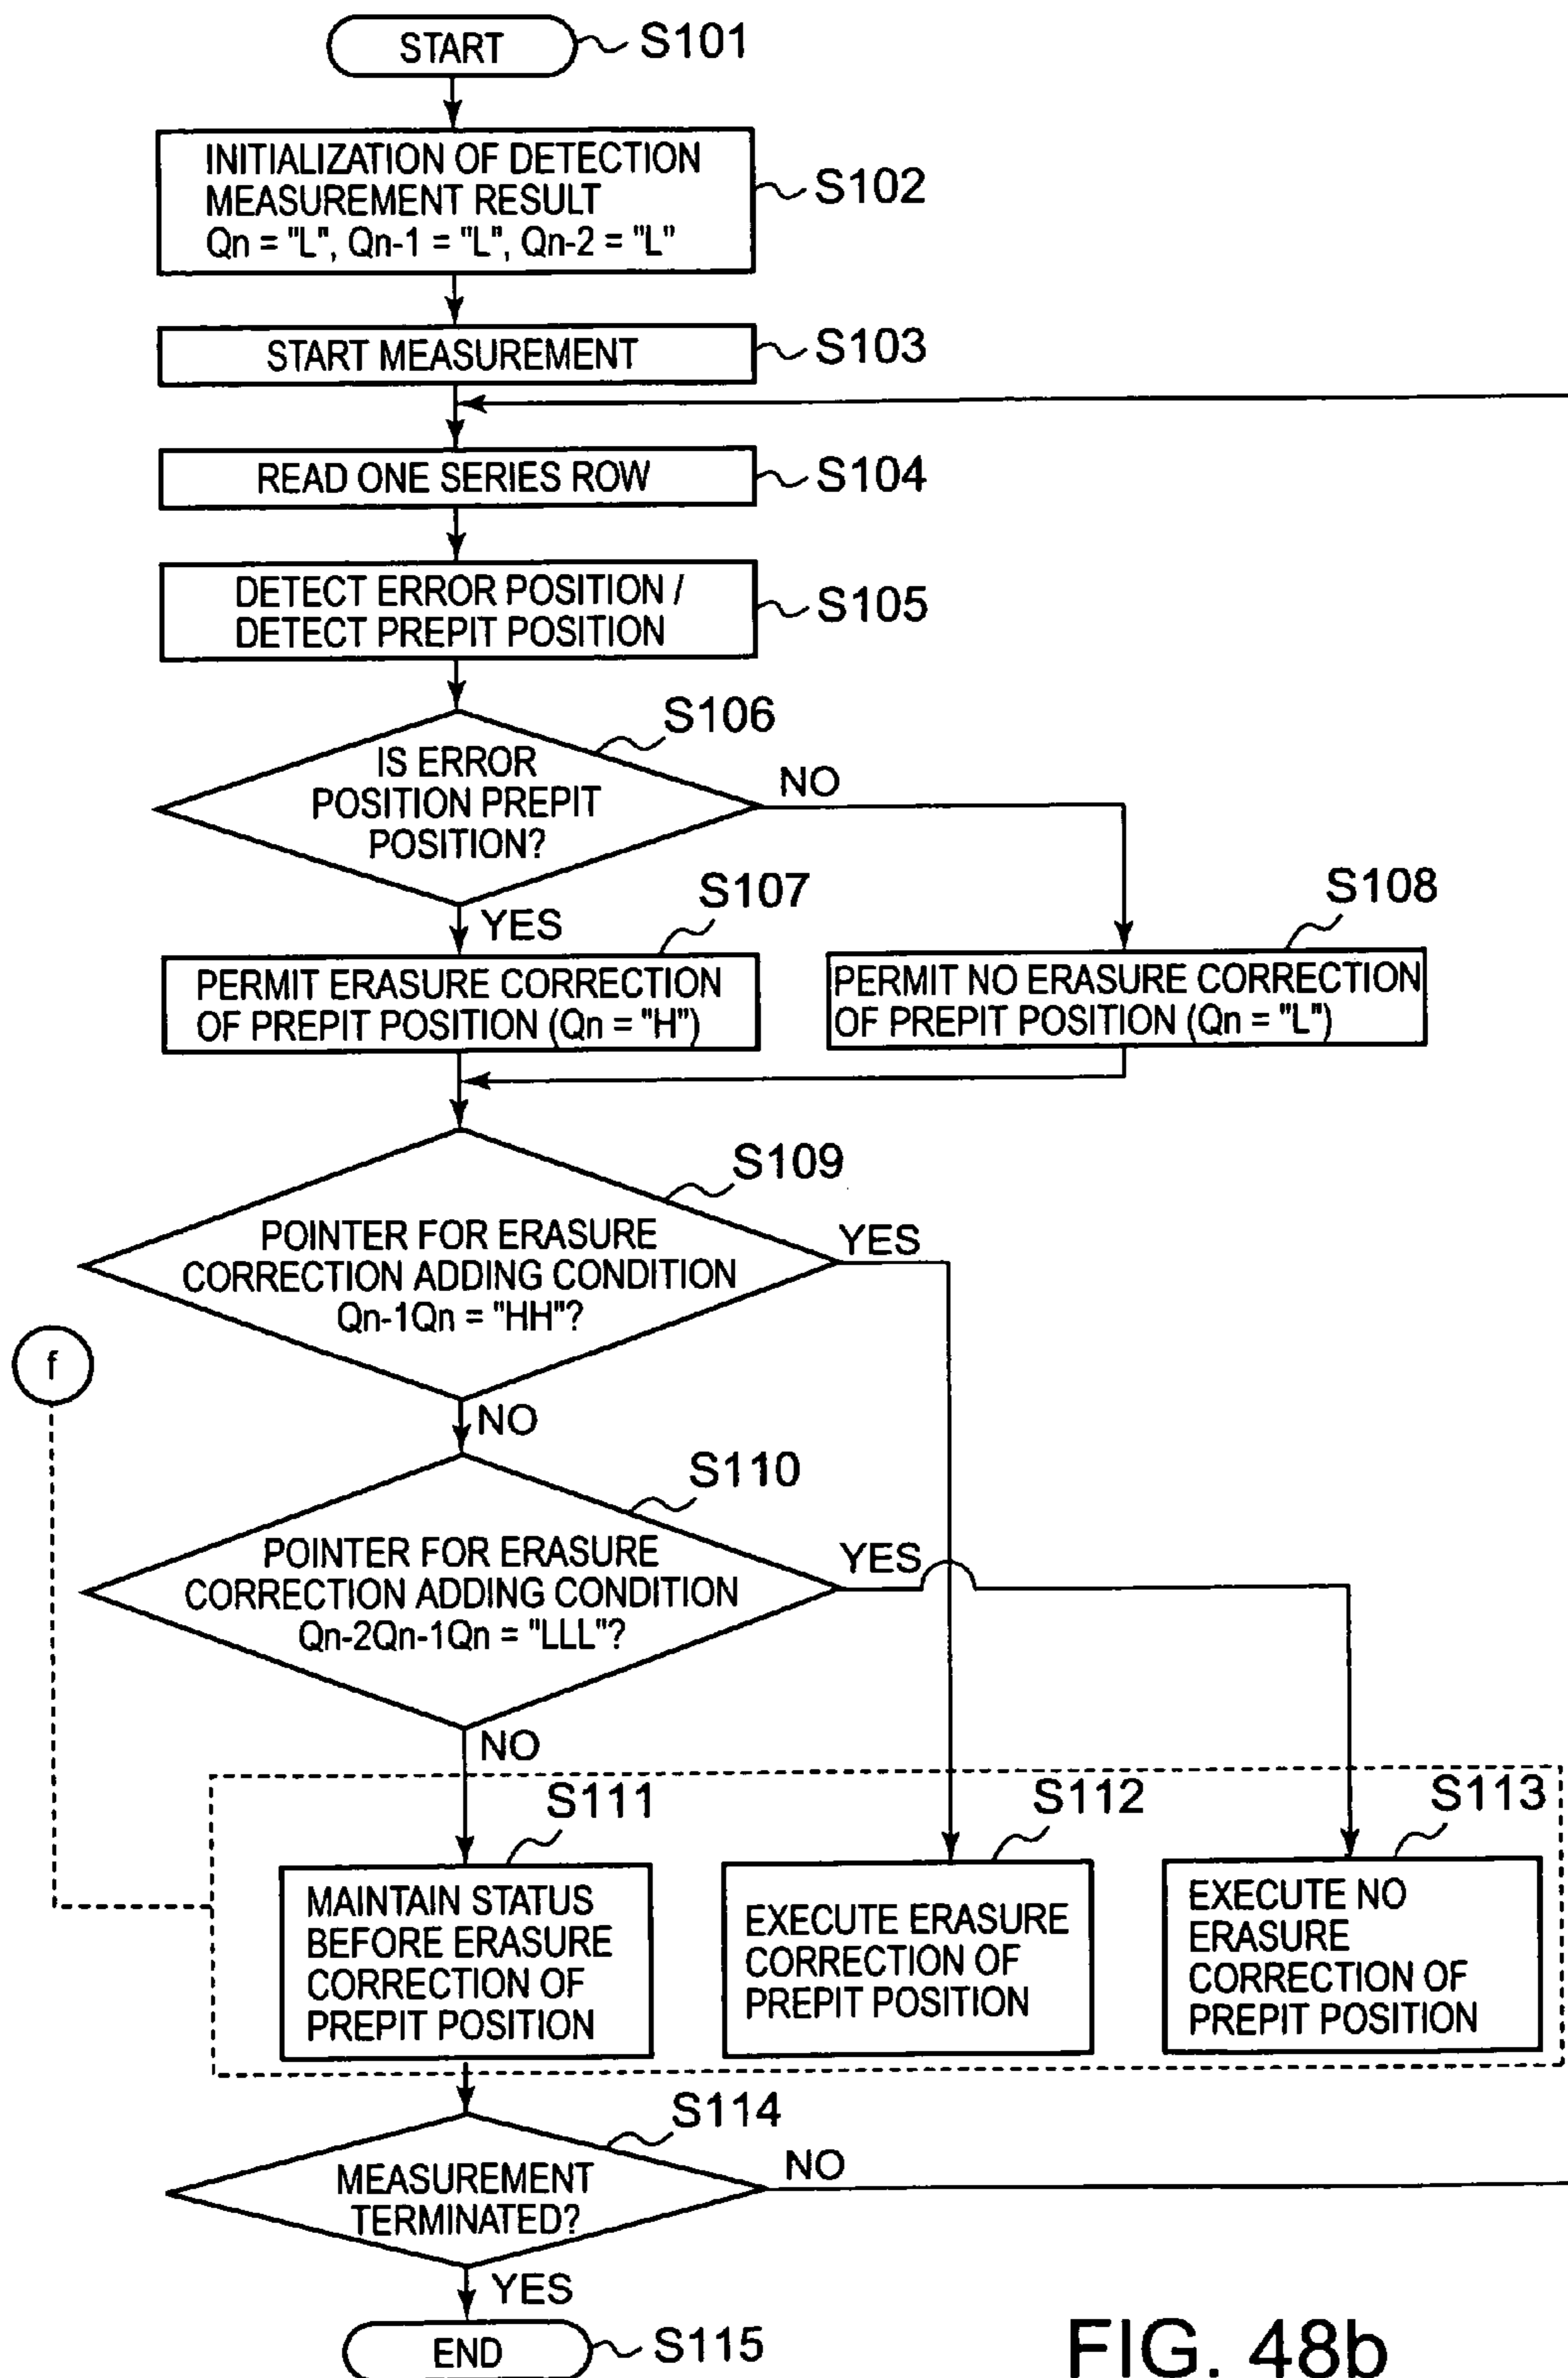 START
S101
INITIALIZATION OF DETECTION
MEASUREMENT RESULT
Qn = "L", Qn-1 = "L", Qn-2 = "L"
S102
START MEASUREMENT
S103
READ ONE SERIES ROW
S104
DETECT ERROR POSITION /
DETECT PREPIT POSITION
S105
S106
IS ERROR
POSITION PREPIT
POSITION?
NO
YES
S107
S108
PERMIT ERASURE CORRECTION
OF PREPIT POSITION (Qn = "H")
PERMIT NO ERASURE CORRECTION
OF PREPIT POSITION (Qn = "L")
S109
POINTER FOR ERASURE
CORRECTION ADDING CONDITION
Qn-1Qn = "HH"?
YES
f
NO
S110
POINTER FOR ERASURE
CORRECTION ADDING CONDITION
Qn-2Qn-1Qn = "LLL"?
YES
NO
S111
S112
S113
MAINTAIN STATUS
BEFORE ERASURE
CORRECTION OF
PREPIT POSITION
EXECUTE ERASURE
CORRECTION OF
PREPIT POSITION
EXECUTE NO
ERASURE
CORRECTION OF
PREPIT POSITION
S114
MEASUREMENT
TERMINATED?
NO
YES
END
S115
FIG. 48b